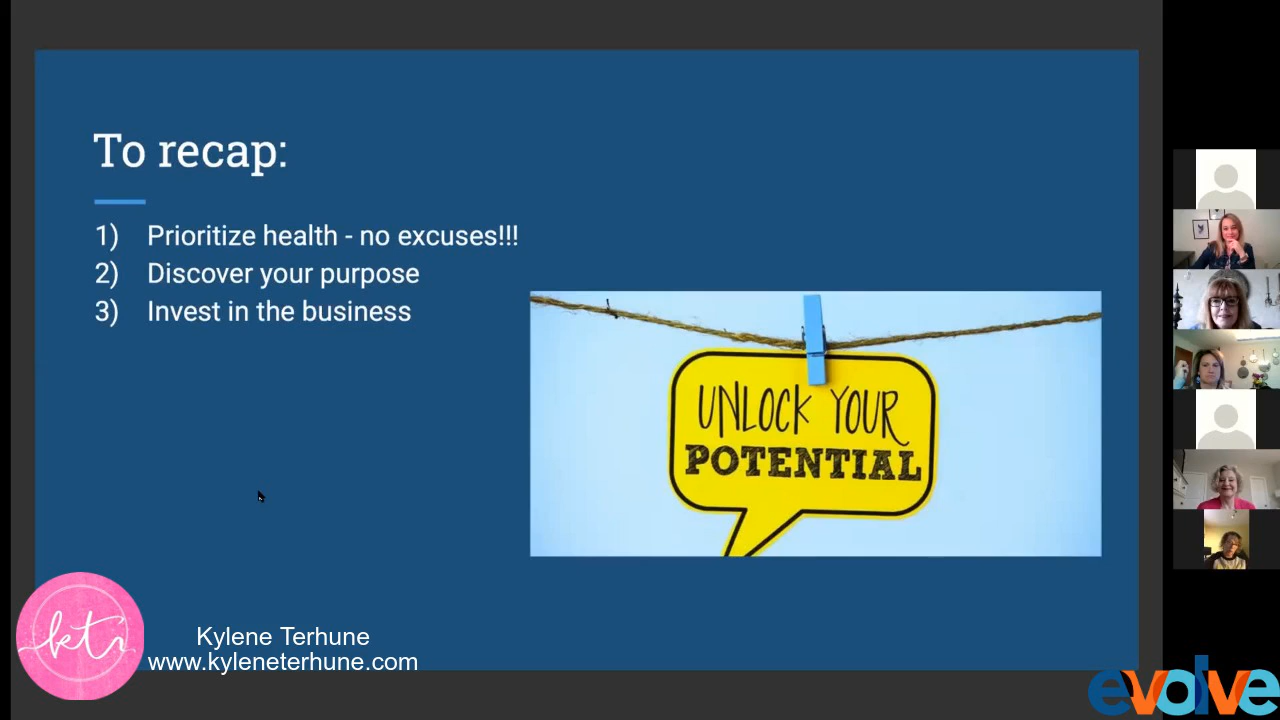 To recap:
1) Prioritize health - no excuses!!!
2) Discover your purpose
3) Invest in the business
UNLOCK YOUR
POTENTIAL
ktr
Kylene Terhune
www.kyleneterhune.com
evolve